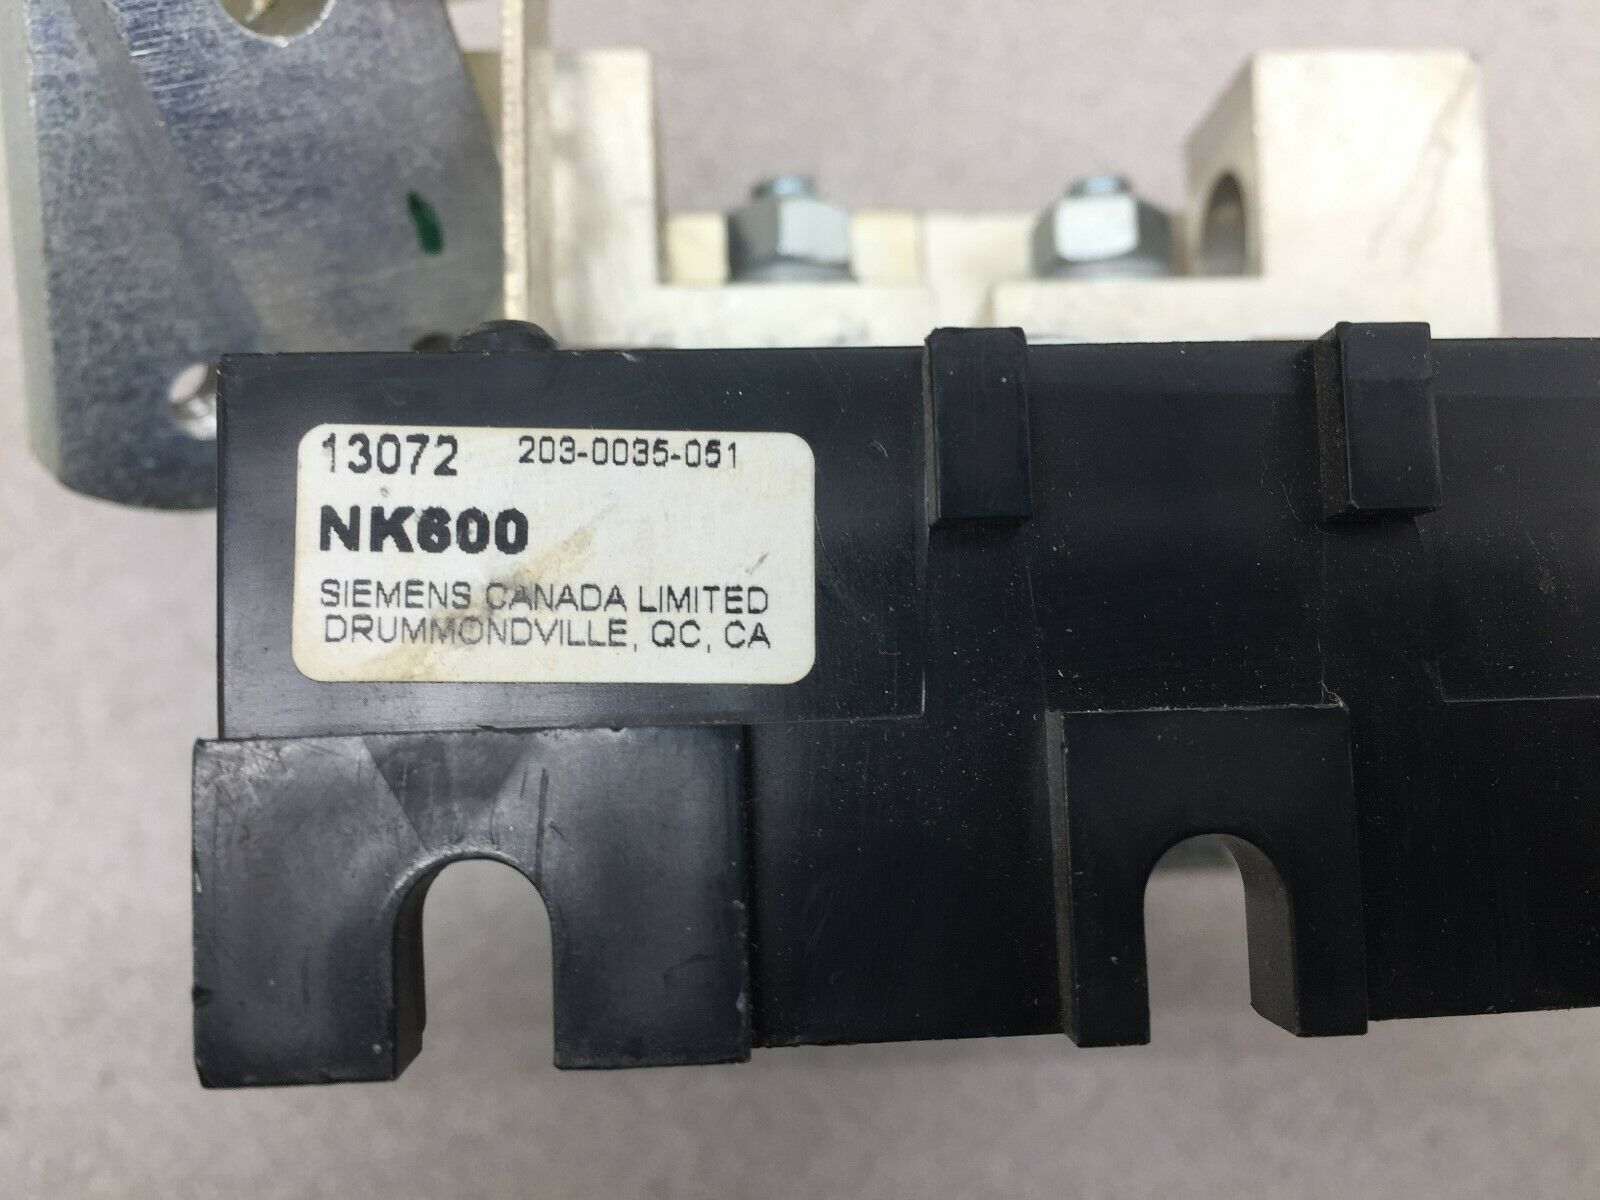 13072 203-0035-051
NK600
SIEMENS CANADA LIMITED
DRUMMONDVILLE, QC, CA